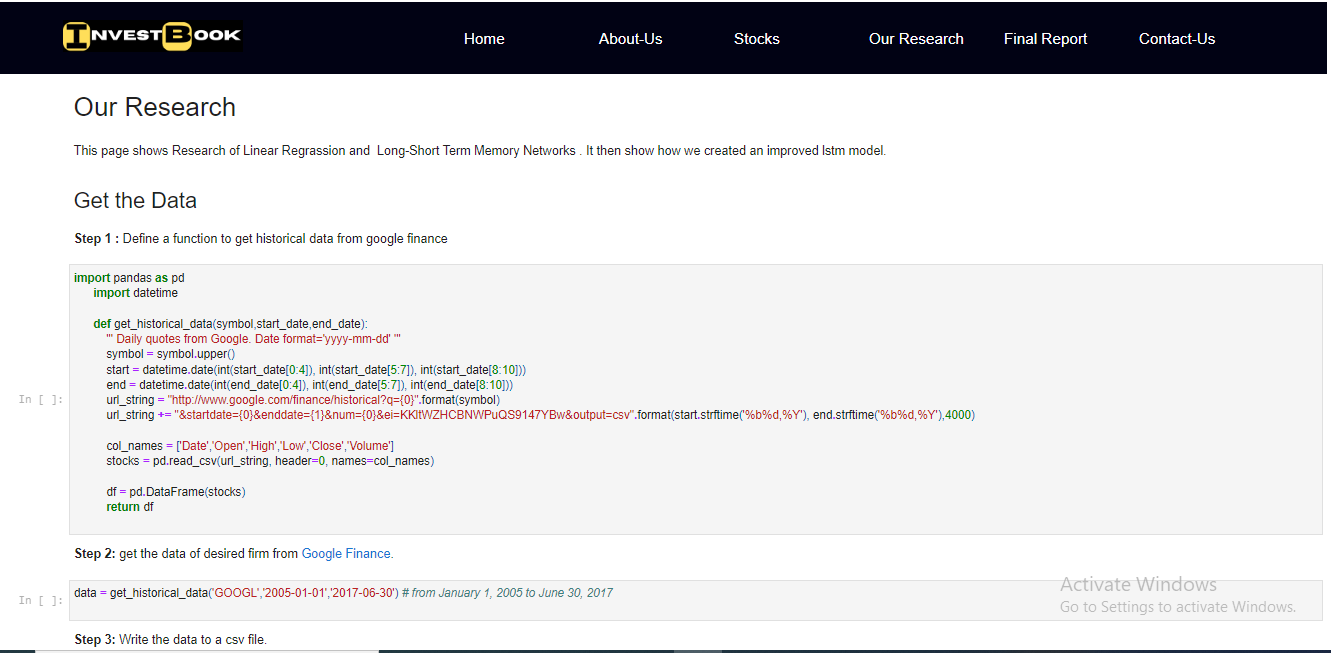 INVESTBOOK Home About-Us Stocks Our Research Final Report Contact-Us
Our Research
This page shows Research of Linear Regrassion and Long-Short Term Memory Networks . It then show how we created an improved lstm model.
Get the Data
Step 1 : Define a function to get historical data from google finance
import pandas as pd
import datetime
def get_historical_data(symbol,start_date,end_date):
''' Daily quotes from Google. Date format='yyyy-mm-dd' '''
symbol = symbol.upper()
start = datetime.date(int(start_date[0:4]), int(start_date[5:7]), int(start_date[8:10]))
end = datetime.date(int(end_date[0:4]), int(end_date[5:7]), int(end_date[8:10]))
In [ ]: url_string = "http://www.google.com/finance/historical?q={0}".format(symbol)
url_string += "&startdate={0}&enddate={1}&num={0}&ei=KKltWZHCBNWPuQS9147YBw&output=csv".format(start.strftime('%b%d,%Y'), end.strftime('%b%d,%Y'),4000)
col_names = ['Date','Open','High','Low','Close','Volume']
stocks = pd.read_csv(url_string, header=0, names=col_names)
df = pd.DataFrame(stocks)
return df
Step 2: get the data of desired firm from Google Finance.
In [ ]: data = get_historical_data('GOOGL','2005-01-01','2017-06-30') # from January 1, 2005 to June 30, 2017
Activate Windows
Go to Settings to activate Windows.
Step 3: Write the data to a csv file.